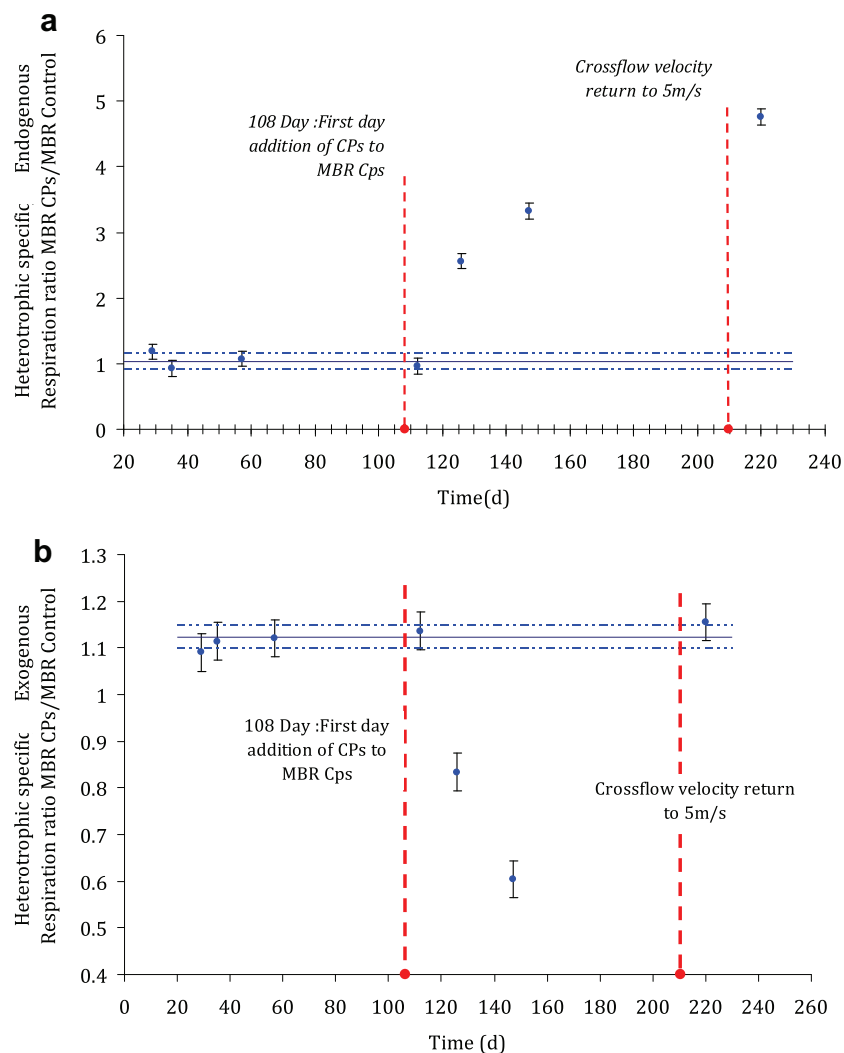 a
Heterotrophic specific Endogenous
Respiration ratio MBR CPs/MBR Control
6
5
4
3
2
1
0
108 Day :First day
addition of CPs to
MBR Cps
Crossflow velocity
return to 5m/s
20 40 60 80 100 120 140 160 180 200 220 240
Time(d)
b
Heterotrophic specific Exogenous
Respiration ratio MBR CPs/MBR Control
1.3
1.2
1.1
1
0.9
0.8
0.7
0.6
0.5
0.4
108 Day :First day
addition of CPs to
MBR Cps
Crossflow velocity return
to 5m/s
0 20 40 60 80 100 120 140 160 180 200 220 240 260
Time (d)